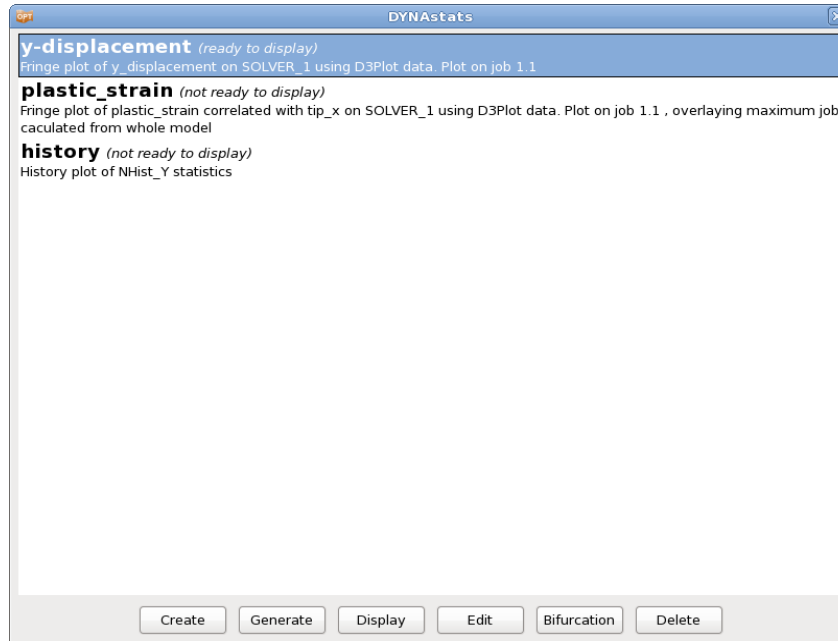 OPT
DYNAstats
y-displacement (ready to display)
Fringe plot of y_displacement on SOLVER_1 using D3Plot data. Plot on job 1.1
plastic_strain (not ready to display)
Fringe plot of plastic_strain correlated with tip_x on SOLVER_1 using D3Plot data. Plot on job 1.1 , overlaying maximum job
caculated from whole model
history (not ready to display)
History plot of NHist_Y statistics
Create Generate Display Edit Bifurcation Delete